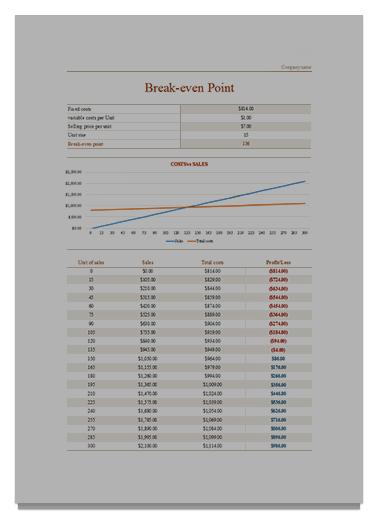 Company name
Break-even Point
Fixed costs $814.00
variable costs per Unit $1.00
Selling price per unit $7.00
Unit size 15
Break-even point 136
COSTS vs SALES
$2,500.00
$2,000.00
$1,500.00
$1,000.00
$500.00
$0.00
0 15 30 45 60 75 90 105 120 135 150 165 180 195 210 225 240 255 270 285 300
Sales Total costs
Unit of sales Sales Total costs Profit/Loss
0 $0.00 $814.00 ($814.00)
15 $105.00 $829.00 ($724.00)
30 $210.00 $844.00 ($634.00)
45 $315.00 $859.00 ($544.00)
60 $420.00 $874.00 ($454.00)
75 $525.00 $889.00 ($364.00)
90 $630.00 $904.00 ($274.00)
105 $735.00 $919.00 ($184.00)
120 $840.00 $934.00 ($94.00)
135 $945.00 $949.00 ($4.00)
150 $1,050.00 $964.00 $86.00
165 $1,155.00 $979.00 $176.00
180 $1,260.00 $994.00 $266.00
195 $1,365.00 $1,009.00 $356.00
210 $1,470.00 $1,024.00 $446.00
225 $1,575.00 $1,039.00 $536.00
240 $1,680.00 $1,054.00 $626.00
255 $1,785.00 $1,069.00 $716.00
270 $1,890.00 $1,084.00 $806.00
285 $1,995.00 $1,099.00 $896.00
300 $2,100.00 $1,114.00 $986.00